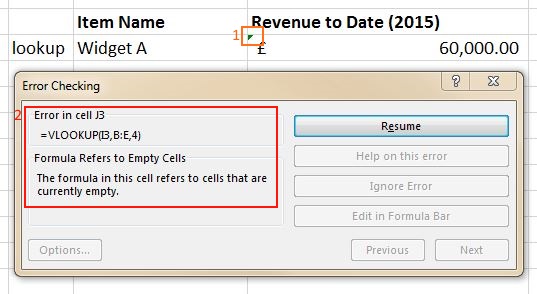 Item Name Revenue to Date (2015)
1
lookup Widget A £ 60,000.00
Error Checking ?
2
Error in cell J3
=VLOOKUP(I3,B:E,4)
Formula Refers to Empty Cells
The formula in this cell refers to cells that are
currently empty.
Resume
Help on this error
Ignore Error
Edit in Formula Bar
Options... Previous Next